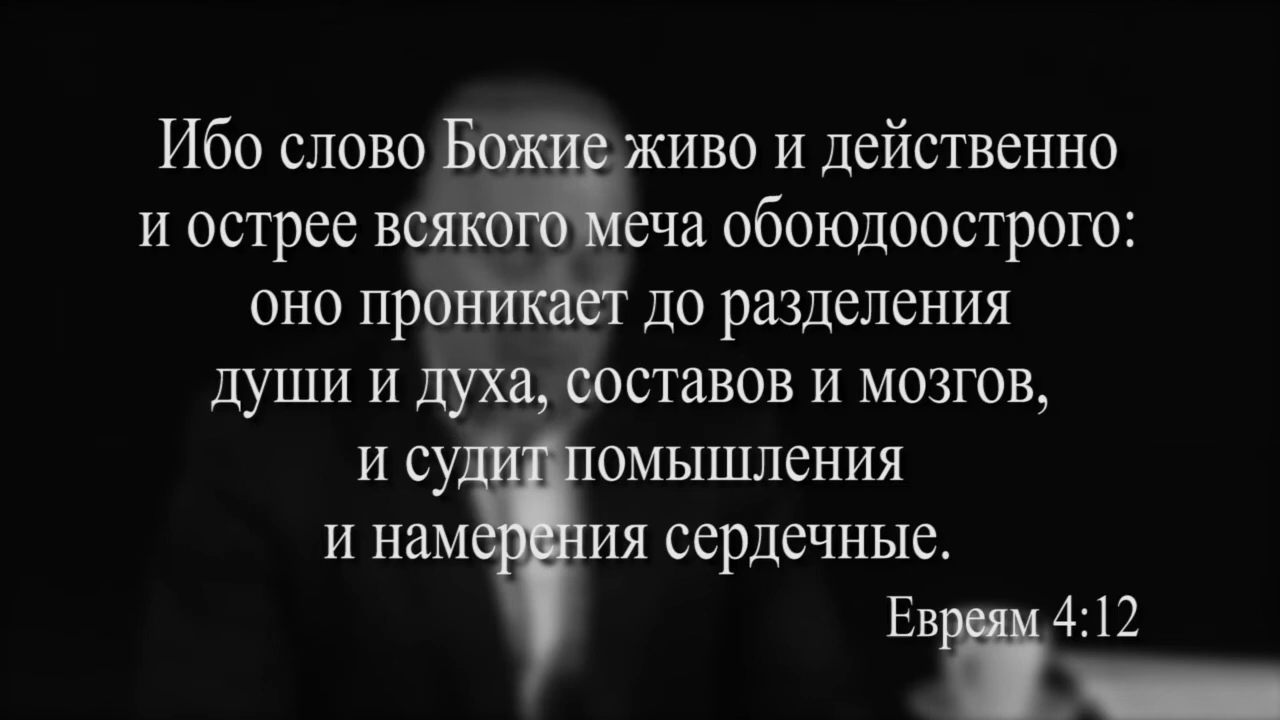 Ибо слово Божие живо и действенно
и острее всякого меча обоюдоострого:
оно проникает до разделения
души и духа, составов и мозгов,
и судит помышления
и намерения сердечные.
Евреям 4:12